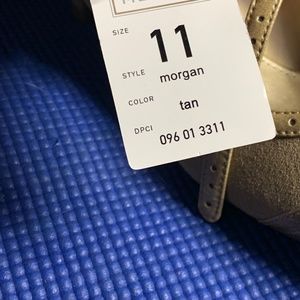 SIZE 11
STYLE morgan
COLOR tan
DPCI 096 01 3311